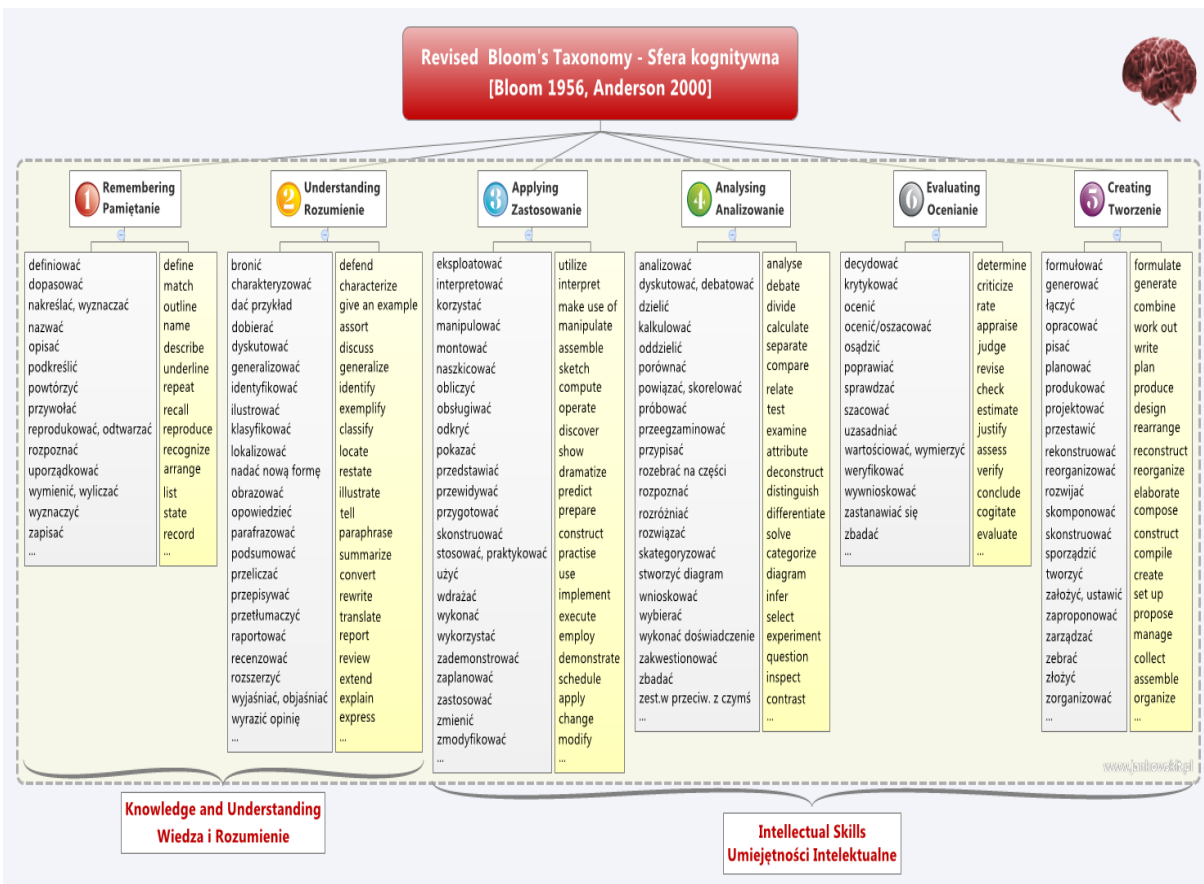 Revised Bloom's Taxonomy - Sfera kognitywna
[Bloom 1956, Anderson 2000]
1
Remembering
Pamiętanie
definiować
dopasować
nakreślać, wyznaczać
nazwać
opisać
podkreślić
powtórzyć
przywołać
reprodukować, odtwarzać
rozpoznać
uporządkować
wymienić, wyliczać
wyznaczyć
zapisać
...
define
match
outline
name
describe
underline
repeat
recall
reproduce
recognize
arrange
list
state
record
...
2
Understanding
Rozumienie
bronić
charakteryzować
dać przykład
dobierać
dyskutować
generalizować
identyfikować
ilustrować
klasyfikować
lokalizować
nadać nową formę
obrazować
opowiedzieć
parafrazować
podsumować
przeliczać
przepisywać
przetłumaczyć
raportować
recenzować
rozszerzyć
wyjaśniać, objaśniać
wyrazić opinię
...
defend
characterize
give an example
assort
discuss
generalize
identify
exemplify
classify
locate
restate
illustrate
tell
paraphrase
summarize
convert
rewrite
translate
report
review
extend
explain
express
...
3
Applying
Zastosowanie
eksploatować
interpretować
korzystać
manipulować
montować
naszkicować
obliczyć
obsługiwać
odkryć
pokazać
przedstawiać
przewidywać
przygotować
skonstruować
stosować, praktykować
użyć
wdrażać
wykonać
wykorzystać
zademonstrować
zaplanować
zastosować
zmienić
zmodyfikować
...
utilize
interpret
make use of
manipulate
assemble
sketch
compute
operate
discover
show
dramatize
predict
prepare
construct
practise
use
implement
execute
employ
demonstrate
schedule
apply
change
modify
...
4
Analysing
Analizowanie
analizować
dyskutować, debatować
dzielić
kalkulować
oddzielić
porównać
powiązać, skorelować
próbować
przeegzaminować
przypisać
rozebrać na części
rozpoznać
rozróżniać
rozwiązać
skategoryzować
stworzyć diagram
wnioskować
wybierać
wykonać doświadczenie
zakwestionować
zbadać
zest.w przeciw. z czymś
...
analyse
debate
divide
calculate
separate
compare
relate
test
examine
attribute
deconstruct
distinguish
differentiate
solve
categorize
diagram
infer
select
experiment
question
inspect
contrast
...
6
Evaluating
Ocenianie
decydować
krytykować
ocenić
ocenić/oszacować
osądzić
poprawiać
sprawdzać
szacować
uzasadniać
wartościować, wymierzyć
weryfikować
wywnioskować
zastanawiać się
zbadać
...
determine
criticize
rate
appraise
judge
revise
check
estimate
justify
assess
verify
conclude
cogitate
evaluate
...
5
Creating
Tworzenie
formułować
generować
łączyć
opracować
pisać
planować
produkować
projektować
przestawić
rekonstruować
reorganizować
rozwijać
skomponować
skonstruować
sporządzić
tworzyć
założyć, ustawić
zaproponować
zarządzać
zebrać
złożyć
zorganizować
...
formulate
generate
combine
work out
write
plan
produce
design
rearrange
reconstruct
reorganize
elaborate
compose
construct
compile
create
set up
propose
manage
collect
assemble
organize
...
Knowledge and Understanding
Wiedza i Rozumienie
Intellectual Skills
Umiejętności Intelektualne